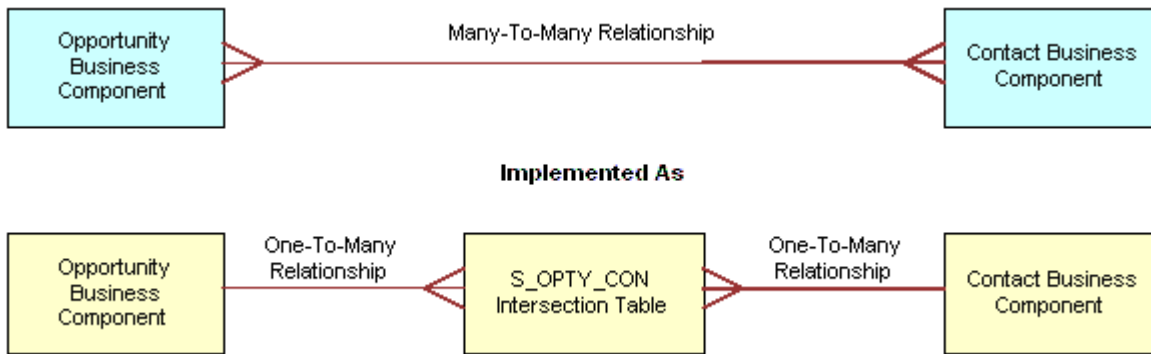 Opportunity
Business
Component
Many-To-Many Relationship
Contact Business
Component
Implemented As
Opportunity
Business
Component
One-To-Many
Relationship
S_OPTY_CON
Intersection Table
One-To-Many
Relationship
Contact Business
Component